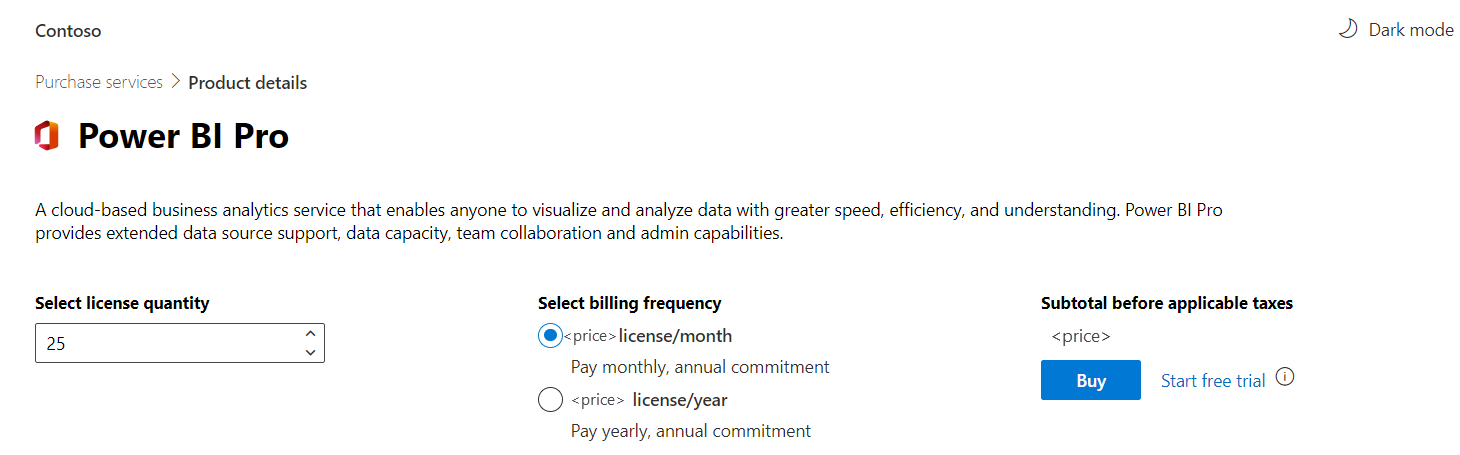 Contoso
Dark mode
Purchase services > Product details
Power BI Pro
A cloud-based business analytics service that enables anyone to visualize and analyze data with greater speed, efficiency, and understanding. Power BI Pro
provides extended data source support, data capacity, team collaboration and admin capabilities.
Select license quantity
25
Select billing frequency
<price> license/month
Pay monthly, annual commitment
<price> license/year
Pay yearly, annual commitment
Subtotal before applicable taxes
<price>
Buy
Start free trial